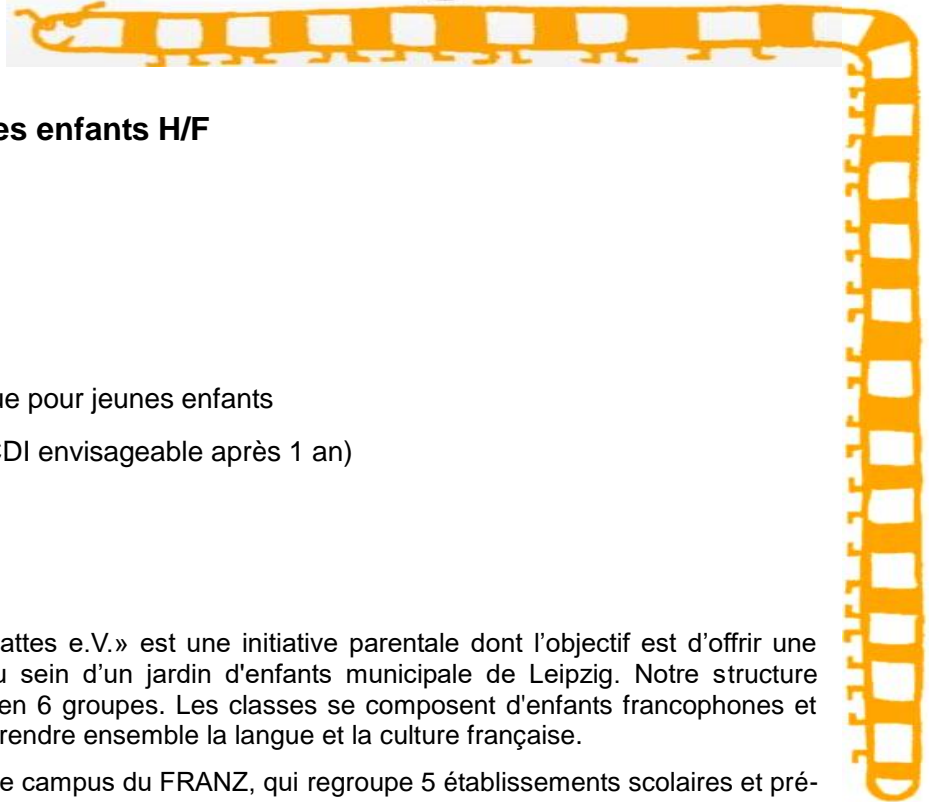 es enfants H/F
ue pour jeunes enfants
CDI envisageable après 1 an)
attes e.V.» est une initiative parentale dont l’objectif est d’offrir une
u sein d’un jardin d'enfants municipale de Leipzig. Notre structure
en 6 groupes. Les classes se composent d'enfants francophones et
rendre ensemble la langue et la culture française.
e campus du FRANZ, qui regroupe 5 établissements scolaires et pré-